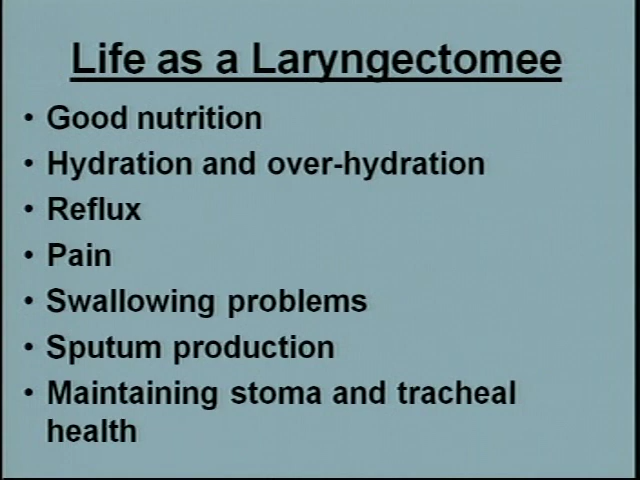 Life as a Laryngectomee
• Good nutrition
• Hydration and over-hydration
• Reflux
• Pain
• Swallowing problems
• Sputum production
• Maintaining stoma and tracheal
health